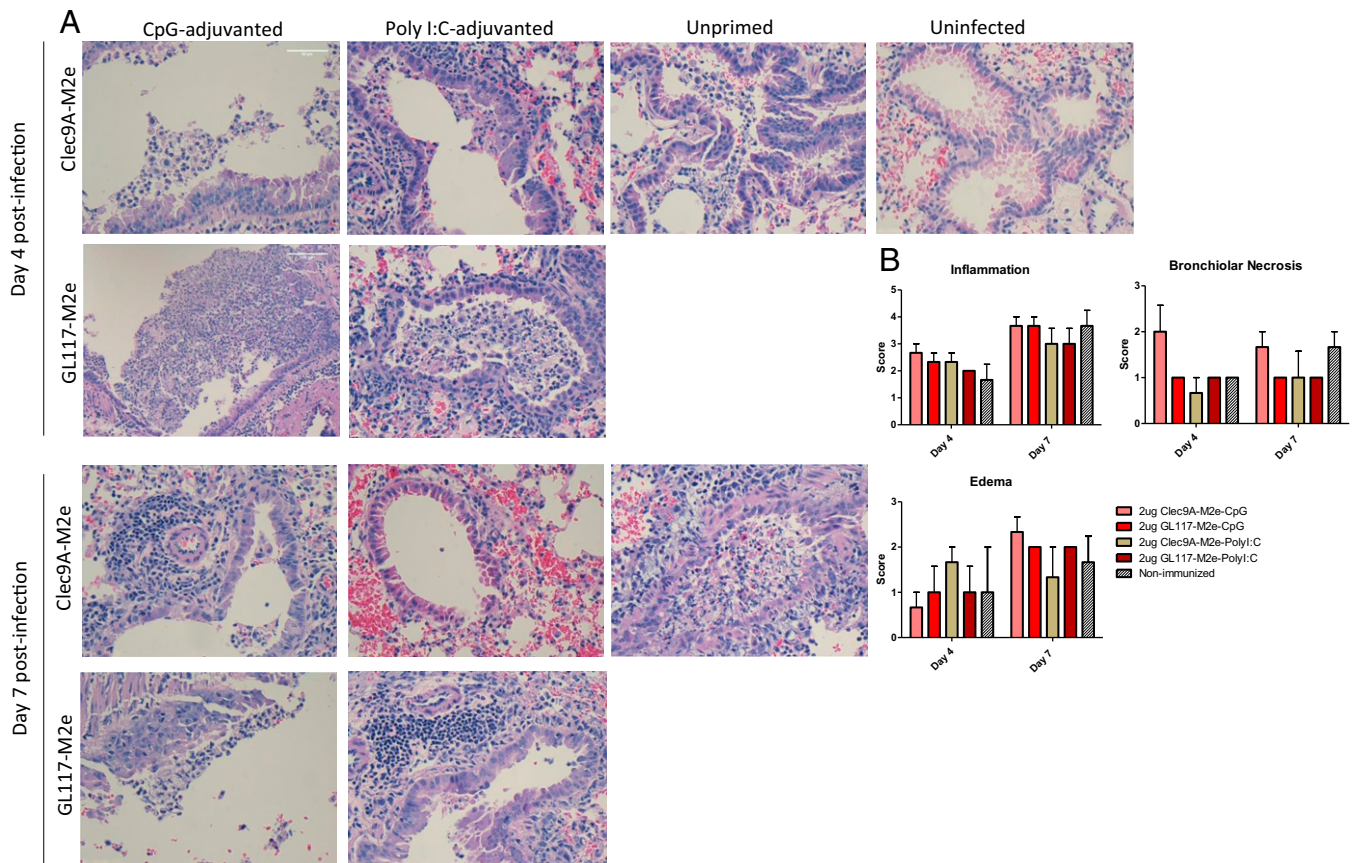 A
CpG-adjuvanted
Poly I:C-adjuvanted
Unprimed
Uninfected
Day 4 post-infection
Clec9A-M2e
GL117-M2e
Day 7 post-infection
Clec9A-M2e
GL117-M2e
B
Inflammation
Score
5
4
3
2
1
0
Day 4
Day 7
Bronchiolar Necrosis
Score
3
2
1
0
Day 4
Day 7
Edema
Score
3
2
1
0
Day 4
Day 7
2ug Clec9A-M2e-CpG
2ug GL117-M2e-CpG
2ug Clec9A-M2e-PolyI:C
2ug GL117-M2e-PolyI:C
Non-immunized